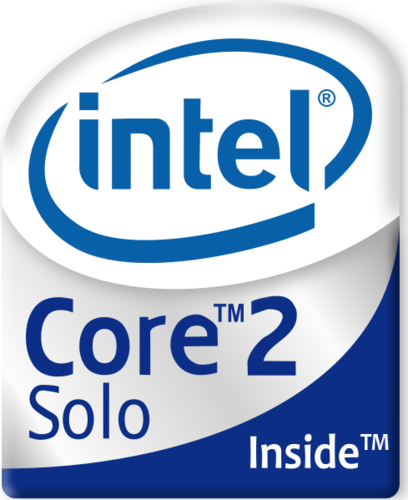 intel®
Core™2
Solo
Inside™